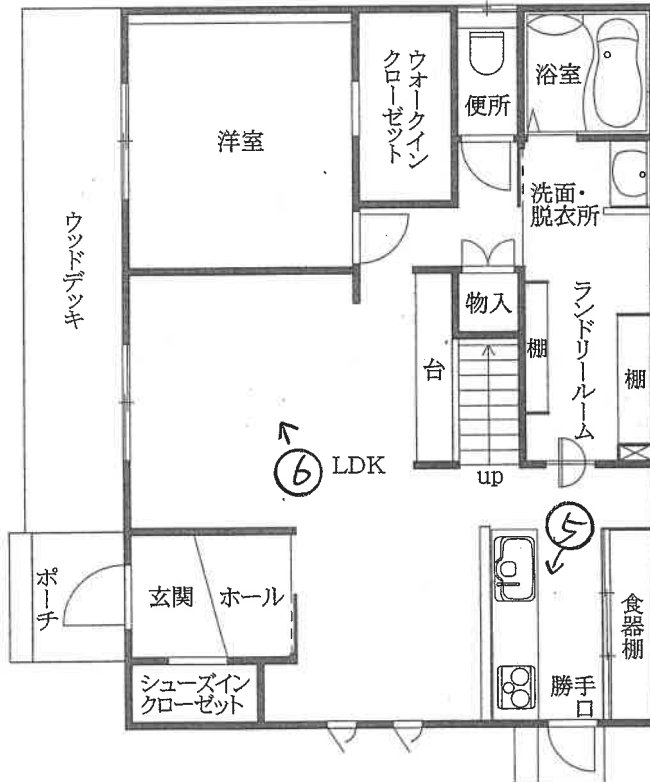 洋室
ウオークイン
クローゼット
便所
浴室
洗面・
脱衣所
ウッドデッキ
物入
ランドリールーム
棚
棚
台
⑥
LDK
up
⑤
ポーチ
玄関
ホール
食器棚
シューズイン
クローゼット
勝手
口